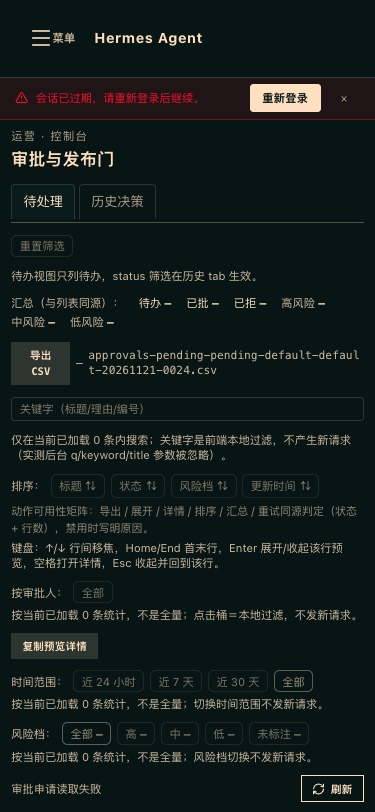 菜单 Hermes Agent
会话已过期，请重新登录后继续。 重新登录 ×
运营 · 控制台
审批与发布门
待处理 历史决策
重置筛选
待办视图只列待办，status 筛选在历史 tab 生效。
汇总（与列表同源）： 待办 — 已批 — 已拒 — 高风险 —
中风险 — 低风险 —
导出 CSV — approvals-pending-pending-default-defaul
t-20261121-0024.csv
关键字（标题/理由/编号）
仅在当前已加载 0 条内搜索；关键字是前端本地过滤，不产生新请求
（实测后台 q/keyword/title 参数被忽略）。
排序： 标题 ⇅ 状态 ⇅ 风险档 ⇅ 更新时间 ⇅
动作可用性矩阵：导出 / 展开 / 详情 / 排序 / 汇总 / 重试同源判定（状态
+ 行数），禁用时写明原因。
键盘：↑/↓ 行间移焦，Home/End 首末行，Enter 展开/收起该行预
览，空格打开详情，Esc 收起并回到该行。
按审批人： 全部
按当前已加载 0 条统计，不是全量；点击桶＝本地过滤，不发新请求。
复制预览详情
时间范围： 近 24 小时 近 7 天 近 30 天 全部
按当前已加载 0 条统计，不是全量；切换时间范围不发新请求。
风险档： 全部 — 高 — 中 — 低 — 未标注 —
按当前已加载 0 条统计，不是全量；风险档切换不发新请求。
审批申请读取失败 刷新